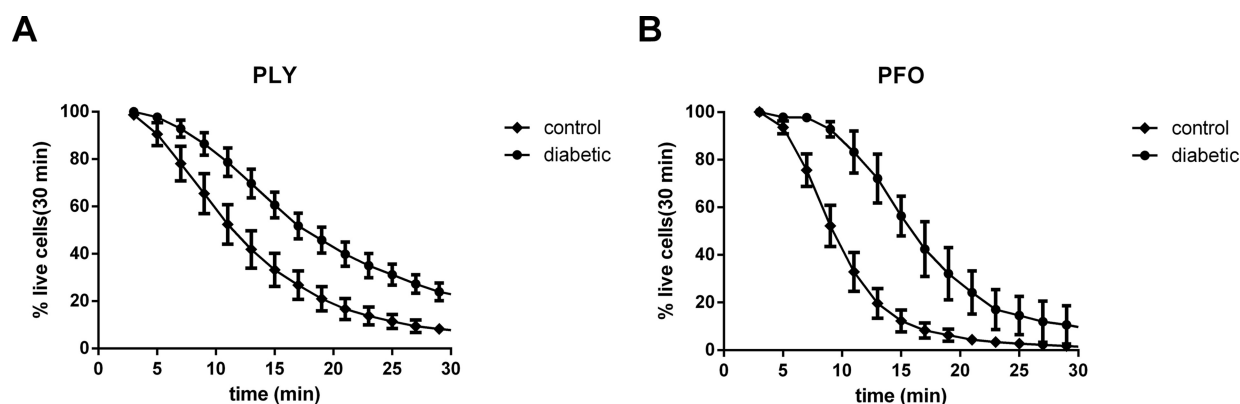 A
PLY
% live cells(30 min)
100
80
60
40
20
0
0 5 10 15 20 25 30
time (min)
control
diabetic
B
PFO
% live cells(30 min)
100
80
60
40
20
0
0 5 10 15 20 25 30
time (min)
control
diabetic